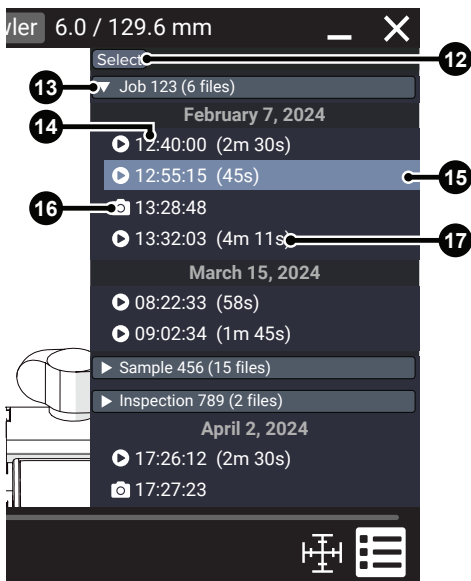 vler 6.0 / 129.6 mm
Select
12
13
Job 123 (6 files)
February 7, 2024
14
12:40:00 (2m 30s)
12:55:15 (45s)
15
16
13:28:48
13:32:03 (4m 11s)
17
March 15, 2024
08:22:33 (58s)
09:02:34 (1m 45s)
Sample 456 (15 files)
Inspection 789 (2 files)
April 2, 2024
17:26:12 (2m 30s)
17:27:23